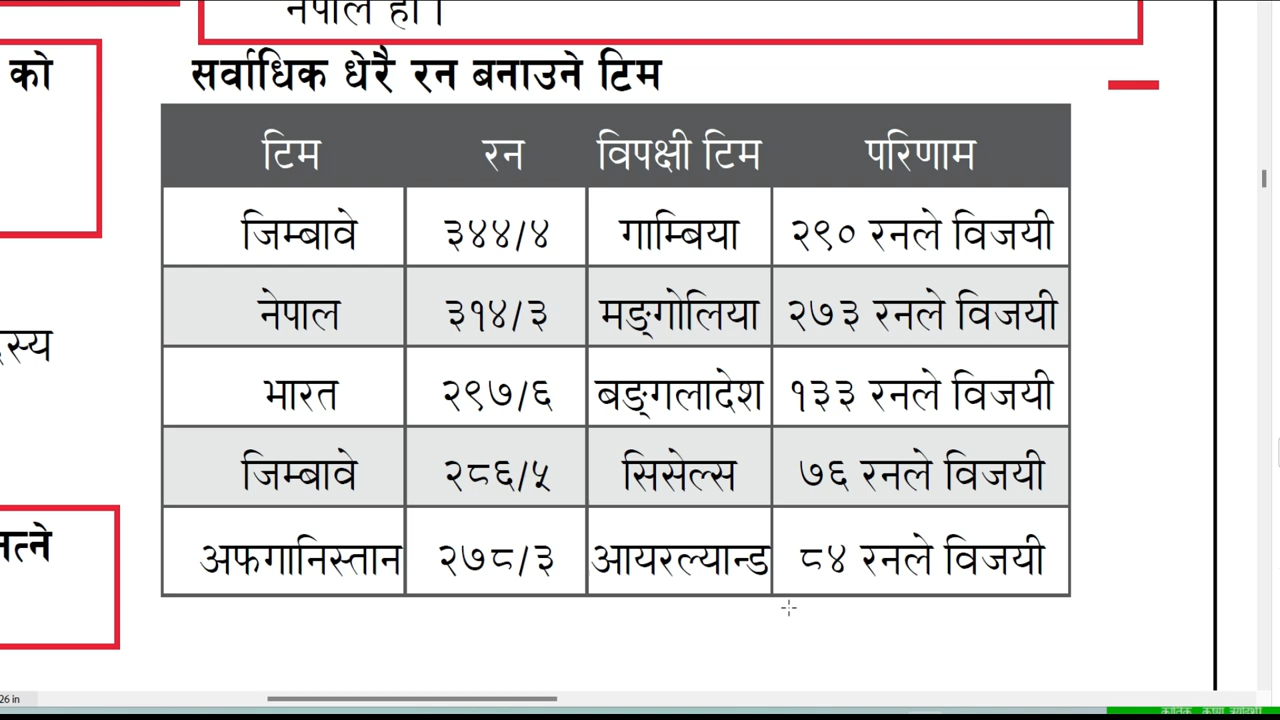 नेपाल हो ।
को
सर्वाधिक धेरै रन बनाउने टिम
टिम रन विपक्षी टिम परिणाम
जिम्बावे ३४४/४ गाम्बिया २९० रनले विजयी
नेपाल ३१४/३ मङ्गोलिया २७३ रनले विजयी
भारत २९७/६ बङ्गलादेश १३३ रनले विजयी
जिम्बावे २८६/५ सिसेल्स ७६ रनले विजयी
अफगानिस्तान २७८/३ आयरल्यान्ड ८४ रनले विजयी
26 in